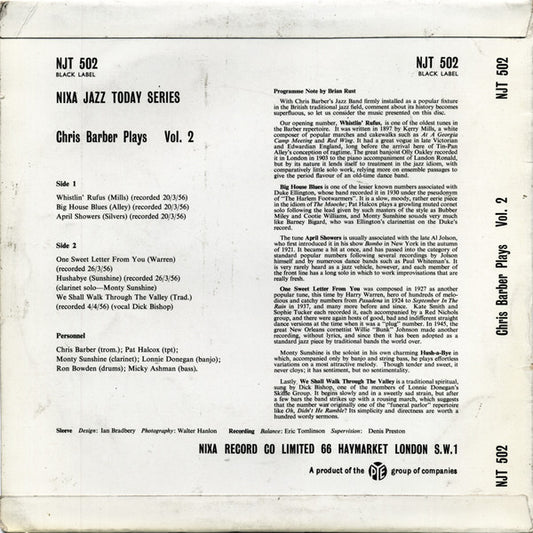 NJT 502
BLACK LABEL
NIXA JAZZ TODAY SERIES
Chris Barber Plays Vol. 2
Side 1
Whistlin' Rufus (Mills) (recorded 20/3/56)
Big House Blues (Alley) (recorded 20/3/56)
April Showers (Silvers) (recorded 20/3/56)
Side 2
One Sweet Letter From You (Warren)
(recorded 26/3/56)
Hushabye (Sunshine) (recorded 26/3/56)
(clarinet solo—Monty Sunshine)
We Shall Walk Through The Valley (Trad.)
(recorded 4/4/56) (vocal Dick Bishop)
Personnel
Chris Barber (trom.); Pat Halcox (tpt);
Monty Sunshine (clarinet); Lonnie Donegan (banjo);
Ron Bowden (drums); Micky Ashman (bass).
NJT 502
BLACK LABEL
Programme Note by Brian Rust
With Chris Barber's Jazz Band firmly installed as a popular fixture
in the British traditional jazz field, comment about its history becomes
superfluous, so let us consider the music presented on this disc.
Our opening number, Whistlin' Rufus, is one of the oldest tunes in
the Barber repertoire. It was written in 1897 by Kerry Mills, a white
composer of popular marches and cakewalks such as At A Georgia
Camp Meeting and Red Wing. It had a great vogue in late Victorian
and Edwardian England, long before the arrival here of Tin-Pan
Alley's conception of ragtime. The great banjoist Olly Oakley recorded
it in London in 1903 to the piano accompaniment of Landon Ronald,
but by its nature it lends itself to treatment in the jazz idiom, with
comparatively little solo work, relying more on ensemble passages to
give the period flavour of an old-time dance band.
Big House Blues is one of the lesser known numbers associated with
Duke Ellington, whose band recorded it in 1930 under the pseudonym
of "The Harlem Footwarmers". It is a slow, moody, rather eerie piece
in the idiom of The Mooche; Pat Halcox plays a growling muted cornet
solo following the lead given by such masters of the style as Bubber
Miley and Cootie Williams, and Monty Sunshine sounds very much
like Barney Bigard, who was Ellington's clarinettist on the Duke's
record.
The tune April Showers is usually associated with the late Al Jolson,
who first introduced it in his show Bombo in New York in the autumn
of 1921. It became a hit at once, and has passed into the category of
standard popular numbers following several recordings by Jolson
himself and by numerous dance bands such as Paul Whiteman's. It
is very rarely heard as a jazz vehicle, however, and each member of
the front line has a long solo in which to work improvisations that are
really fresh.
One Sweet Letter From You was composed in 1927 as another
popular tune, this time by Harry Warren, hero of hundreds of melo-
dious and catchy numbers from Pasadena in 1924 to September In The
Rain in 1937, and many more before and since. Kate Smith and
Sophie Tucker each recorded it, each accompanied by a Red Nichols
group, and there were again hosts of good, bad and indifferent straight
dance versions at the time when it was a "plug" number. In 1945, the
great New Orleans cornettist Willie "Bunk" Johnson made another
recording, without lyrics, and since then it has been adopted as a
standard jazz piece by traditional bands the world over.
Monty Sunshine is the soloist in his own charming Hush-a-Bye in
which, accompanied only by banjo and string bass, he plays effortless
variations on a most attractive melody. Though tender and sweet, it
never cloys; it has sentiment, but no sentimentality.
Lastly, We Shall Walk Through The Valley is a traditional spiritual,
sung by Dick Bishop, one of the members of Lonnie Donegan's
Skiffle Group. It begins slowly and in a sweetly sad strain, but after
a few bars the band strikes up with a rousing march, which suggests
that the number was originally one of the "funeral parlor" repertoire
like Oh, Didn't He Ramble? Its simplicity and directness are worth a
hundred wordy sermons.
Sleeve Design: Ian Bradbery Photography: Walter Hanlon Recording Balance: Eric Tomlinson Supervision: Denis Preston
NIXA RECORD CO LIMITED 66 HAYMARKET LONDON S.W.1
A product of the PYE group of companies
NJT 502
Chris Barber Plays Vol. 2
NJT 502